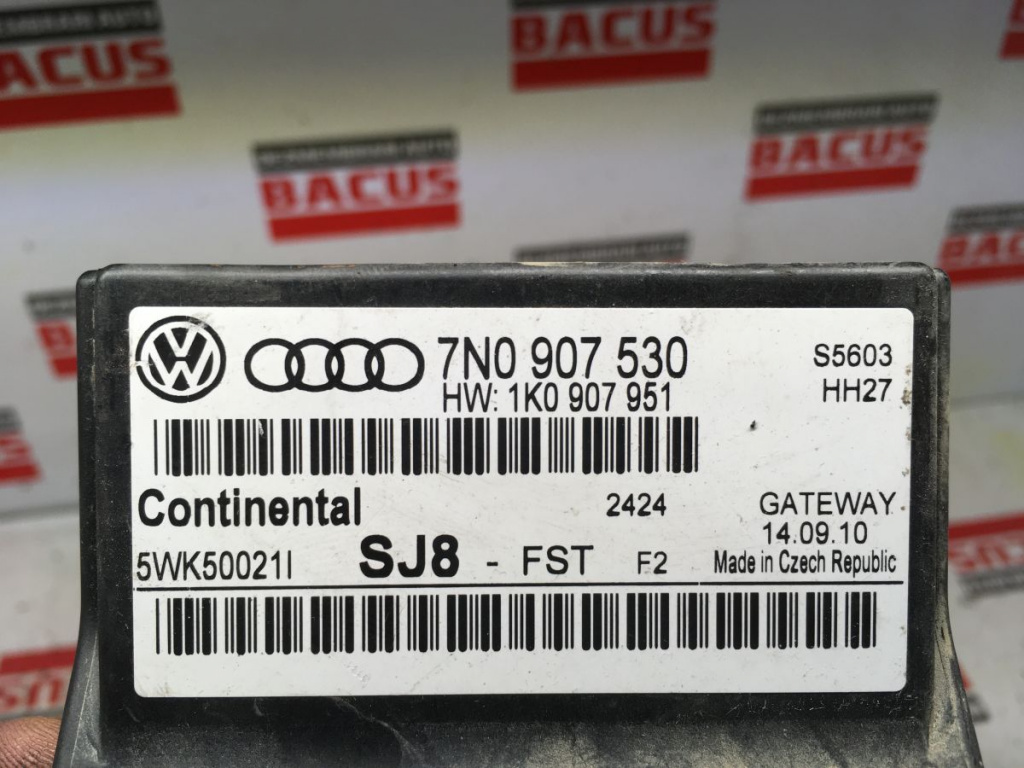 BACUS
BACUS
BACUS
BACUS
7N0 907 530
HW: 1K0 907 951
S5603
HH27
Continental
2424
GATEWAY
14.09.10
5WK50021I
SJ8 - FST F2
Made in Czech Republic